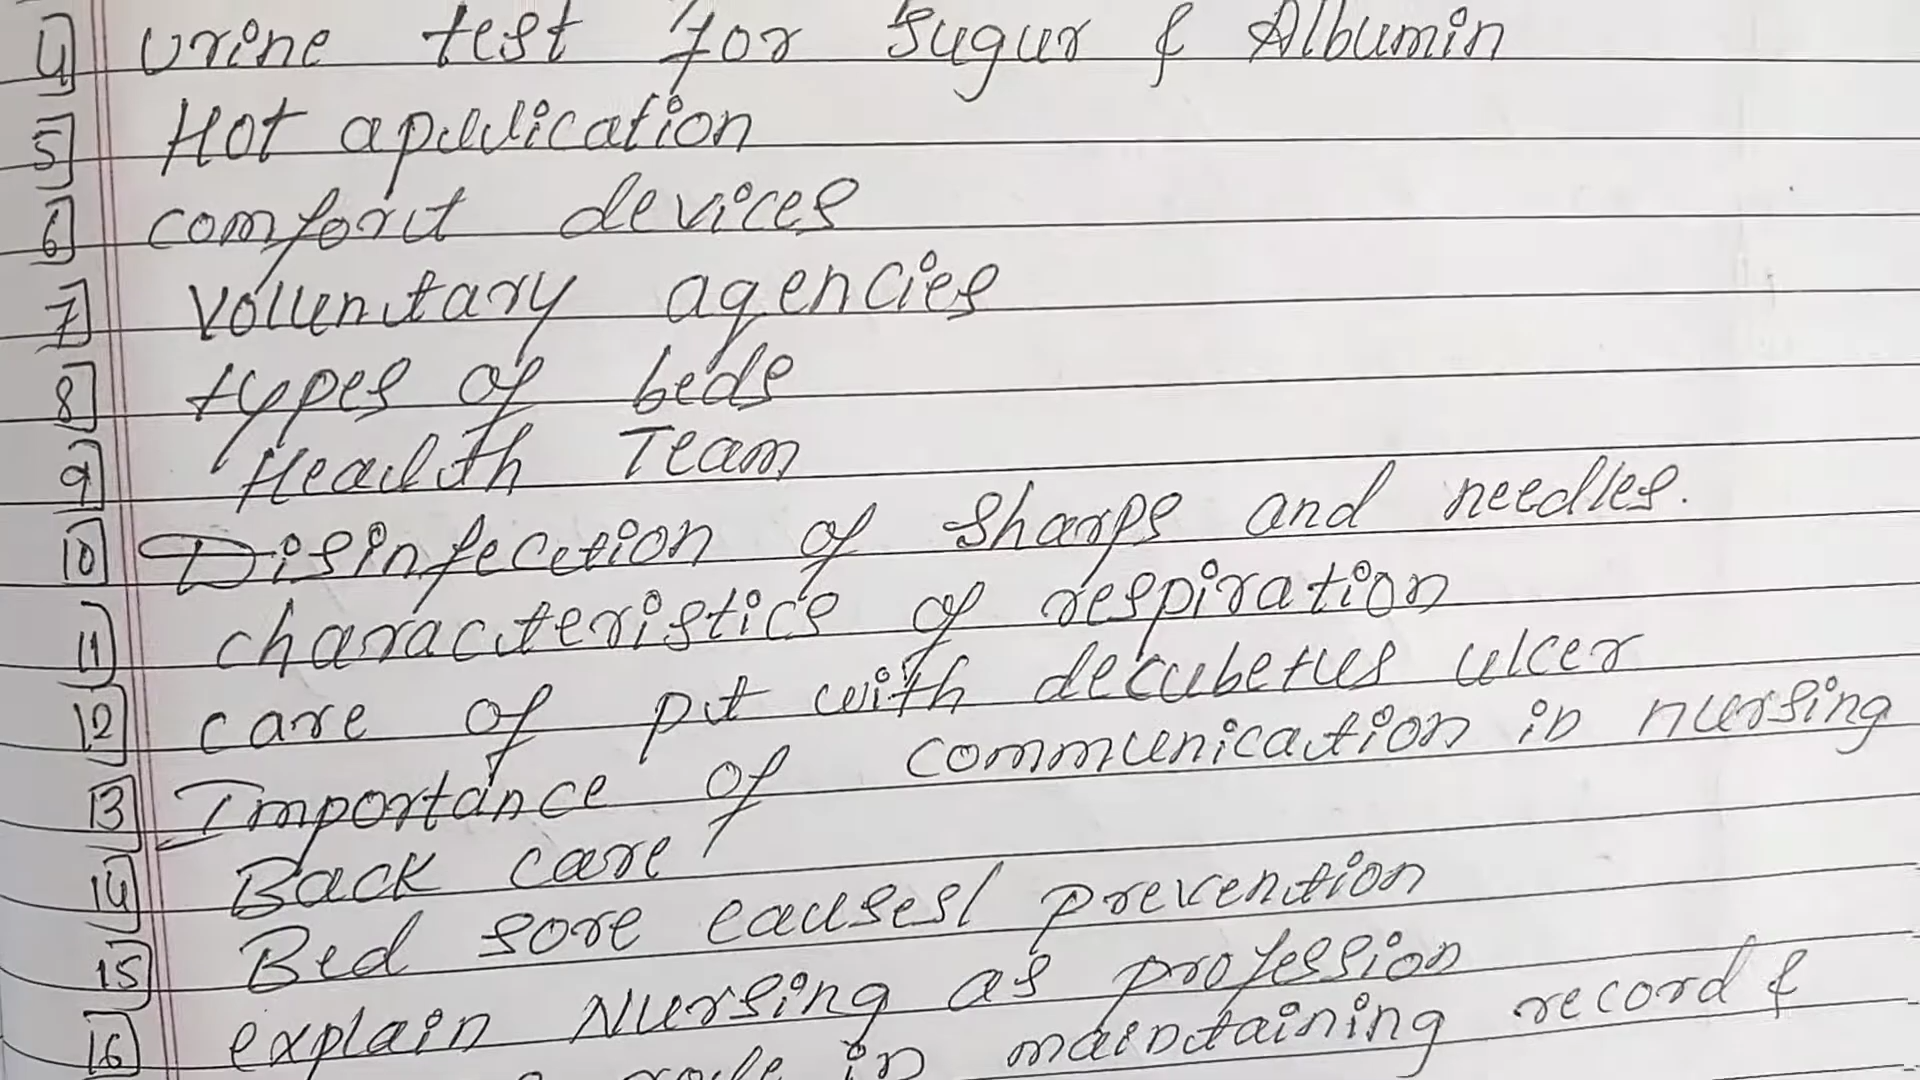 4 urine test for sugur & Albumin
5 Hot application
6 comfort devices
7 voluntary agencies
8 types of beds
9 Health Team
10 Disinfection of sharps and needles.
11 characteristics of respiration
12 care of pt with decubetus ulcer
13 Importance of communication in nursing
14 Back care
15 Bed sore causes/ prevention
16 explain Nursing as profession
role in maintaining record &